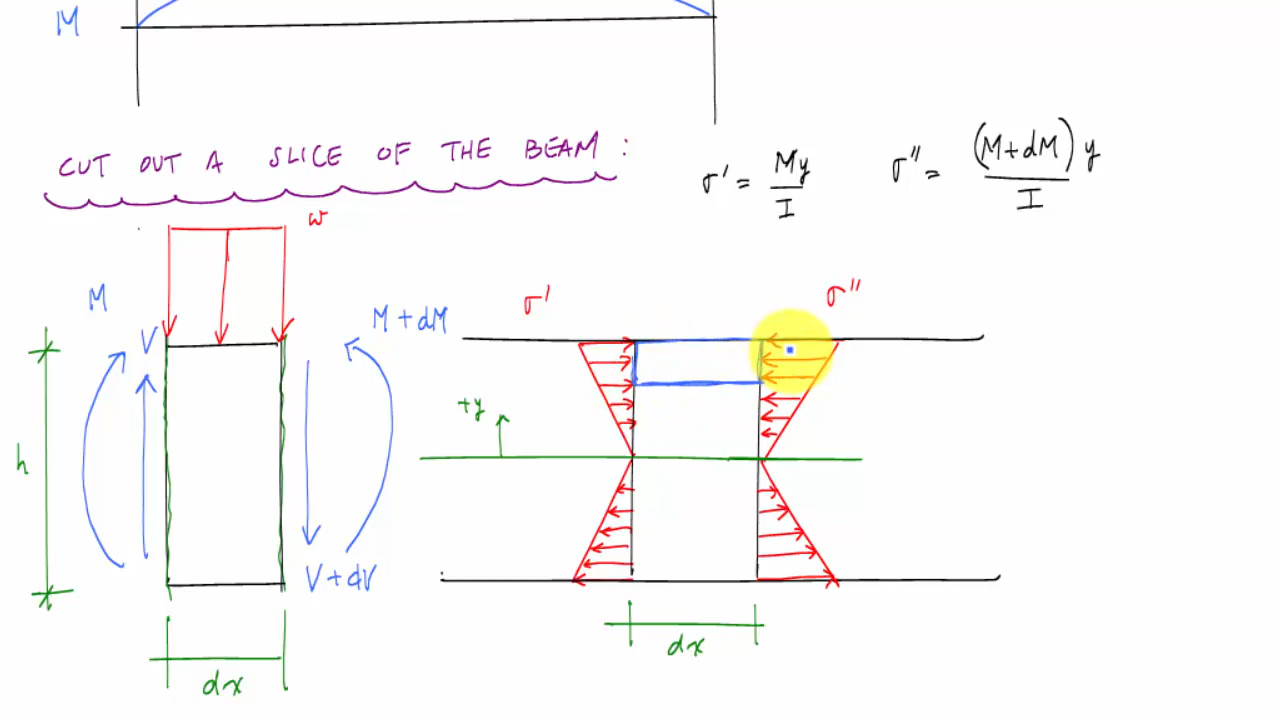 M
CUT OUT A SLICE OF THE BEAM :
σ' = My/I
σ'' = (M+dM)y/I
w
M
V
M+dM
h
V+dV
dx
σ'
σ''
+y
dx